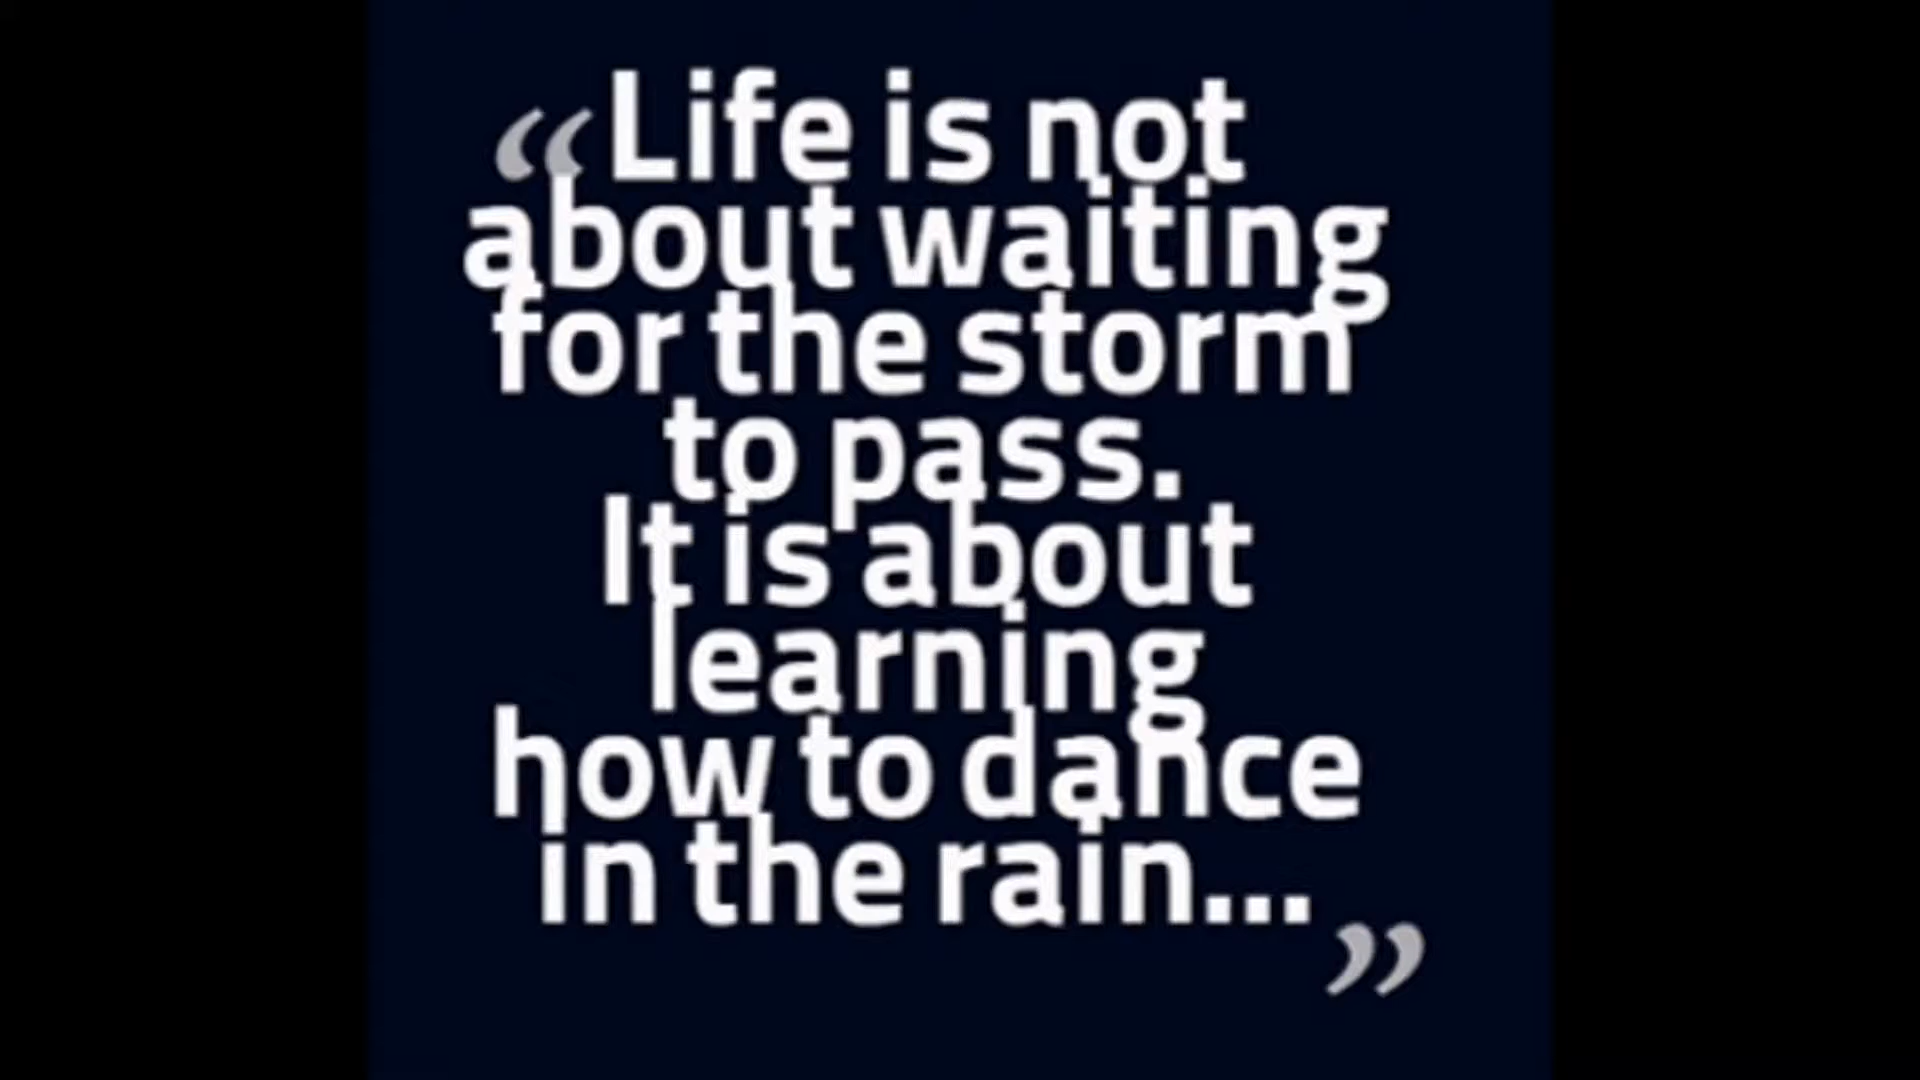 “Life is not
about waiting
for the storm
to pass.
It is about
learning
how to dance
in the rain...”